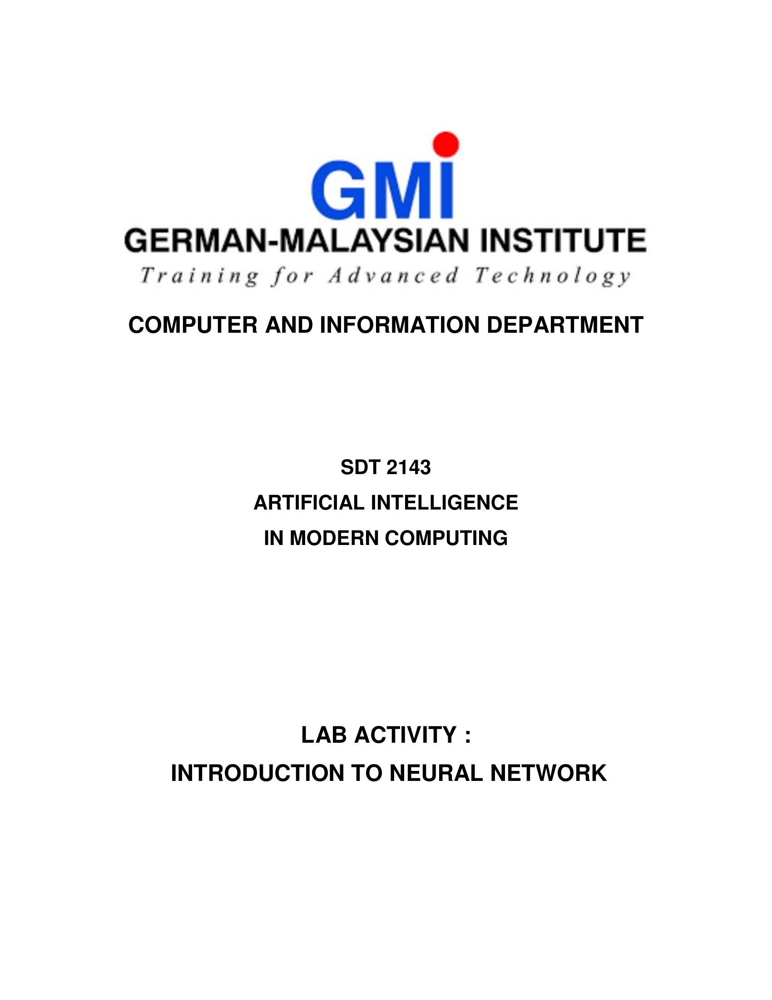 GMi
GERMAN-MALAYSIAN INSTITUTE
Training for Advanced Technology
COMPUTER AND INFORMATION DEPARTMENT
SDT 2143
ARTIFICIAL INTELLIGENCE
IN MODERN COMPUTING
LAB ACTIVITY :
INTRODUCTION TO NEURAL NETWORK